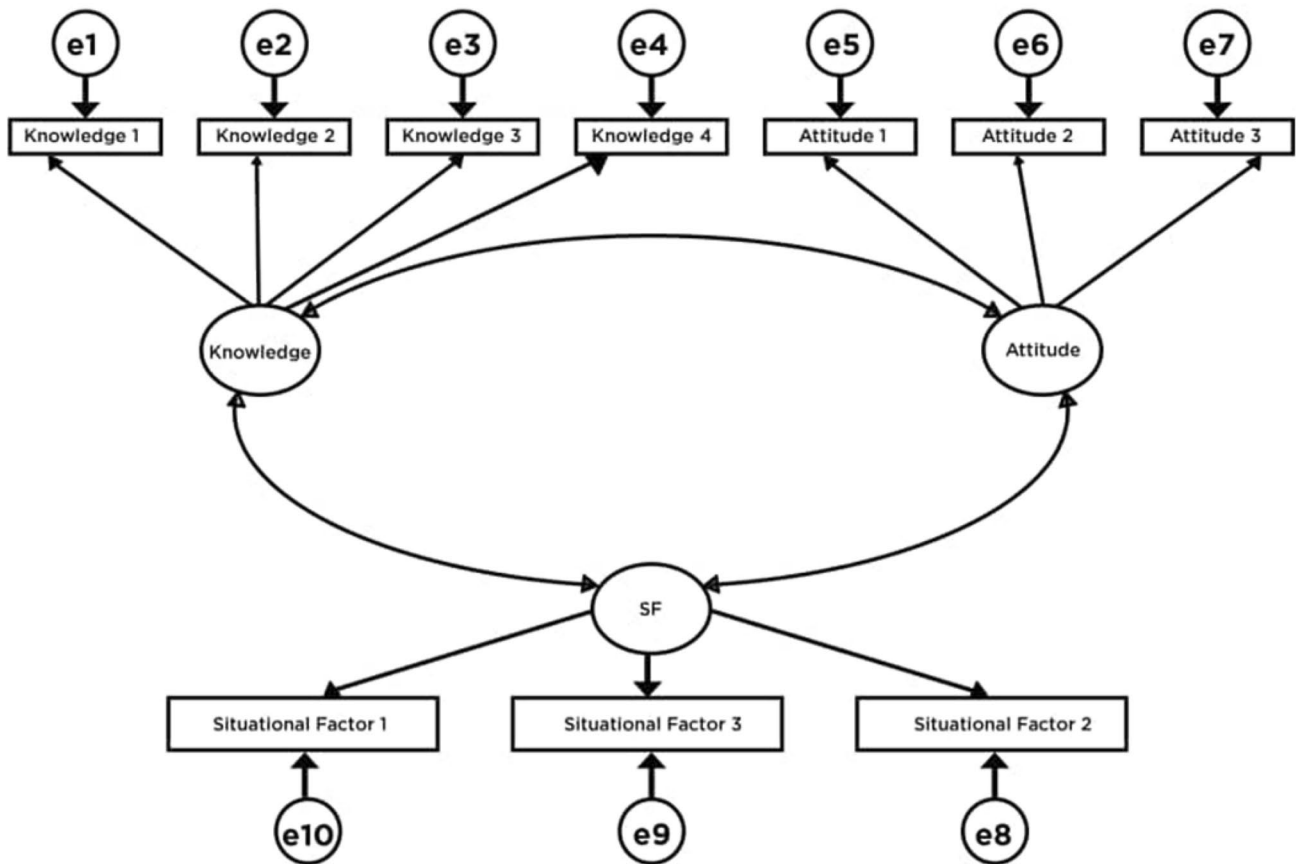 e1
e2
e3
e4
e5
e6
e7
Knowledge 1
Knowledge 2
Knowledge 3
Knowledge 4
Attitude 1
Attitude 2
Attitude 3
Knowledge
Attitude
SF
Situational Factor 1
Situational Factor 3
Situational Factor 2
e10
e9
e8